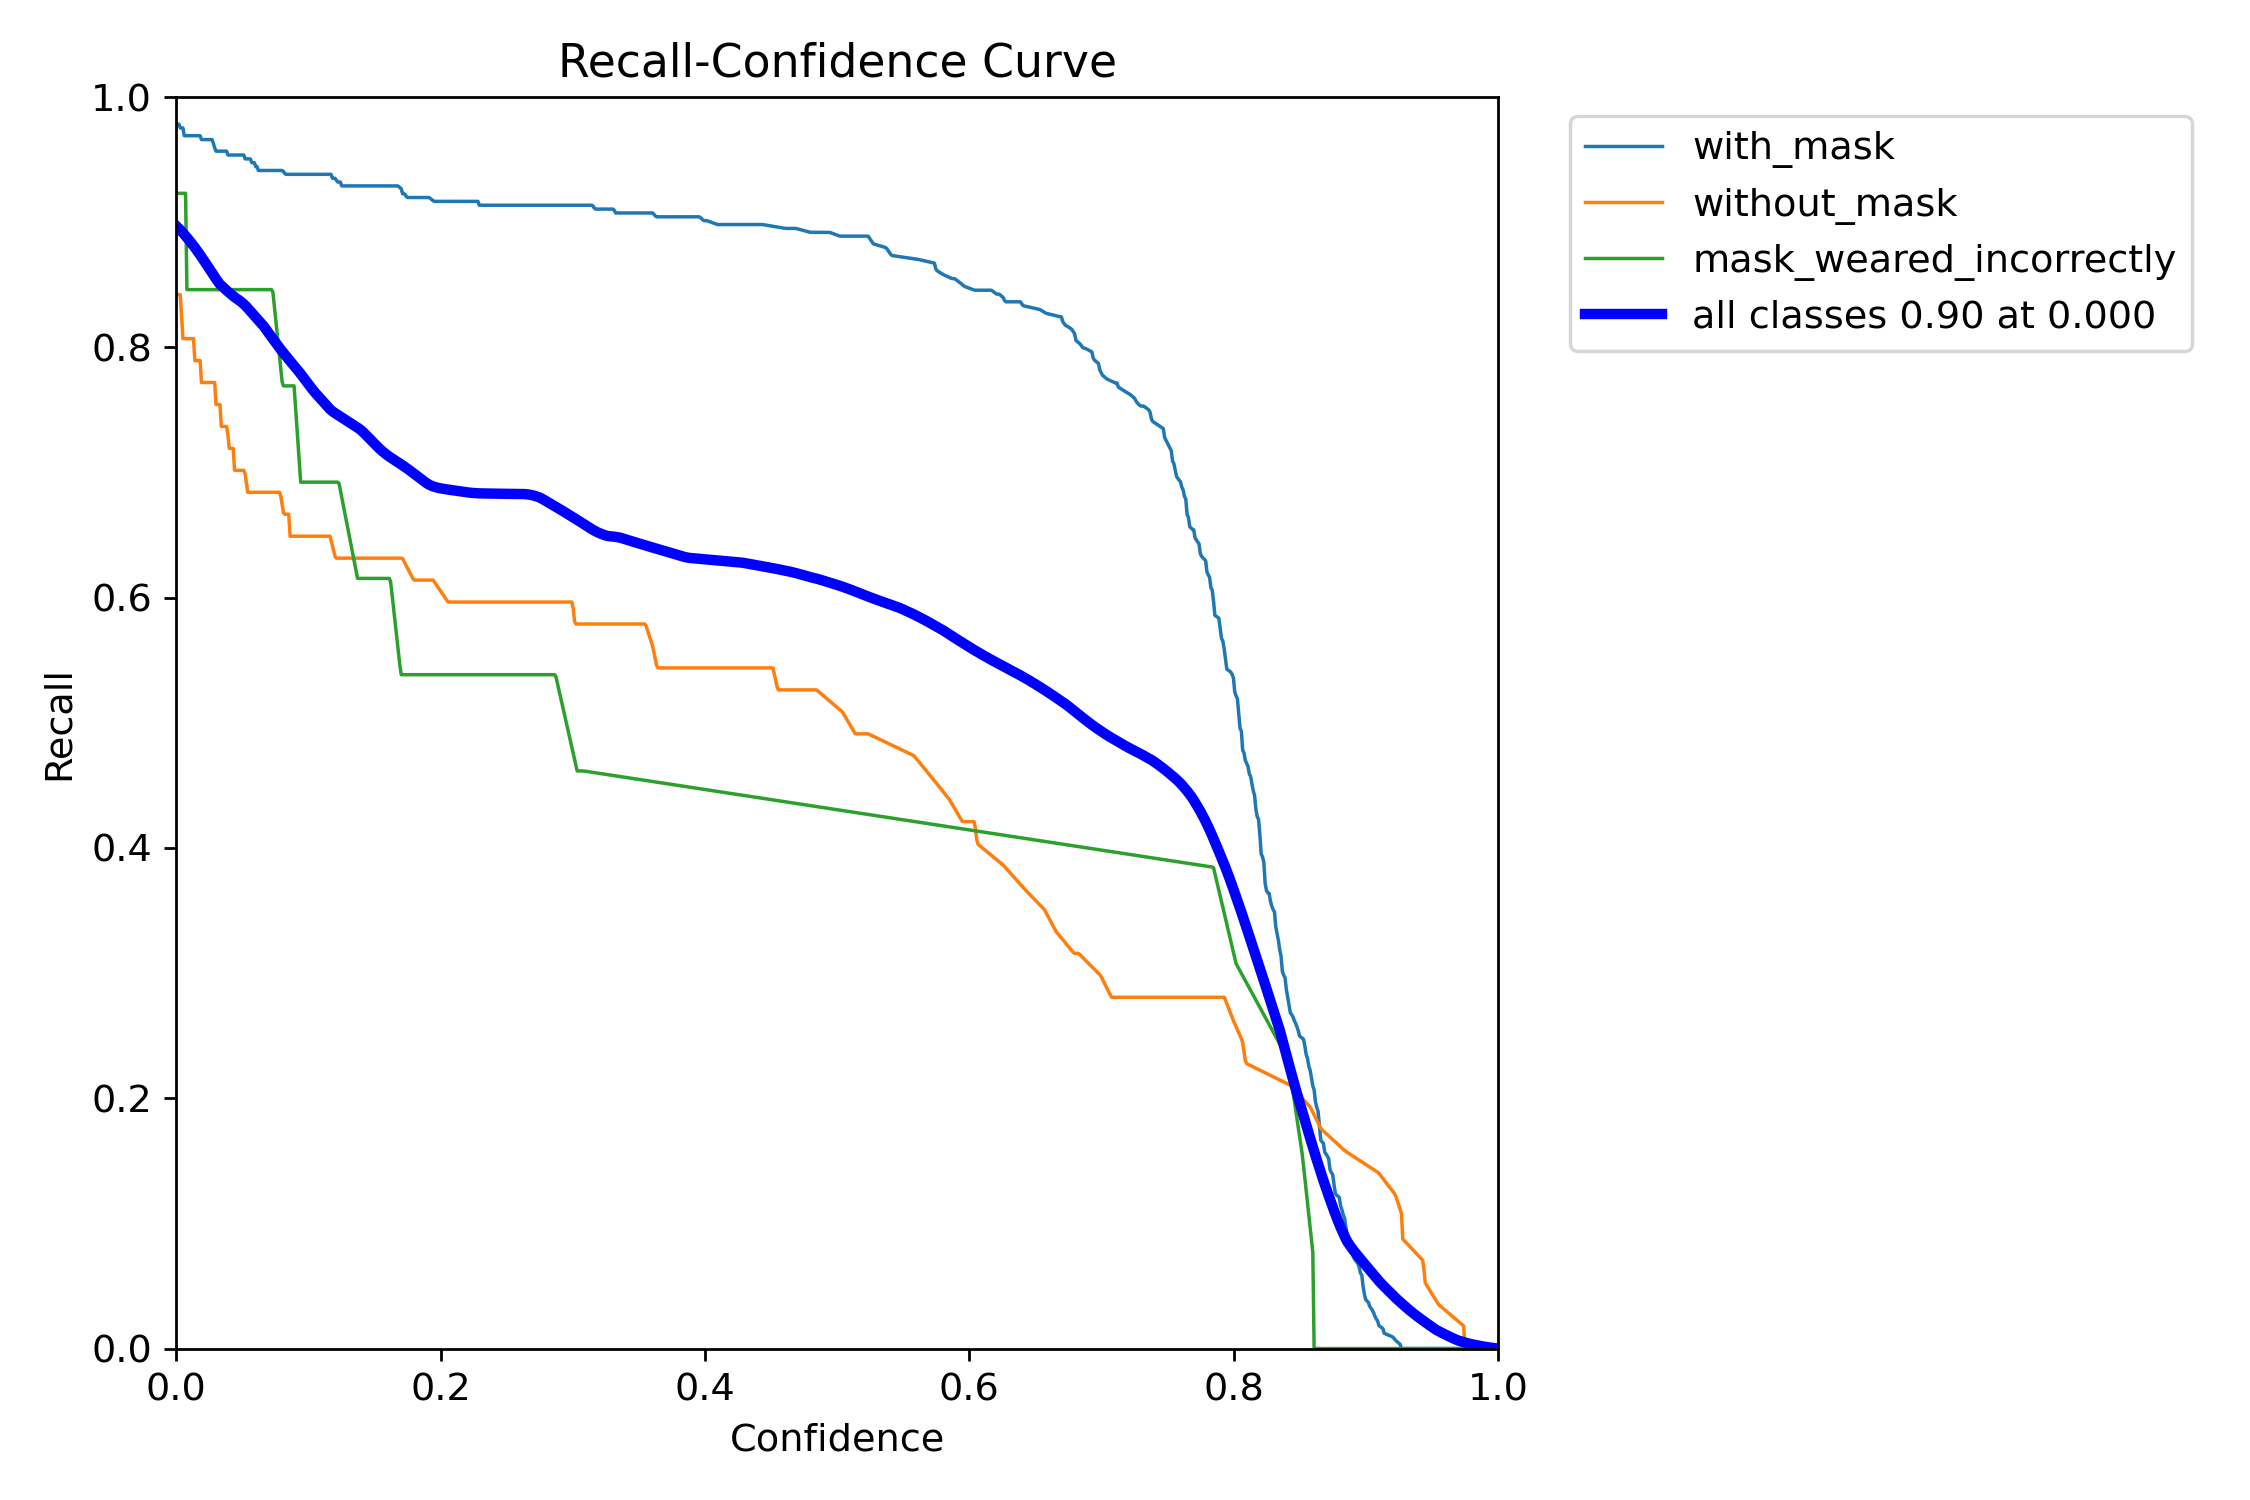 Recall-Confidence Curve
1.0
0.8
0.6
0.4
0.2
0.0
Recall
0.0 0.2 0.4 0.6 0.8 1.0
Confidence
with_mask
without_mask
mask_weared_incorrectly
all classes 0.90 at 0.000